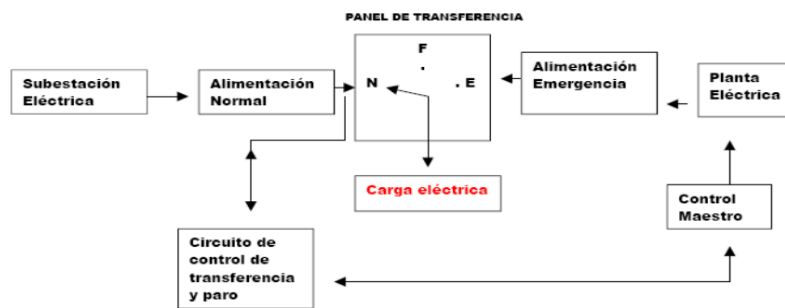 PANEL DE TRANSFERENCIA
Subestación
Eléctrica
Alimentación
Normal
F
N
. E
Alimentación
Emergencia
Planta
Eléctrica
Carga eléctrica
Control
Maestro
Circuito de
control de
transferencia
y paro